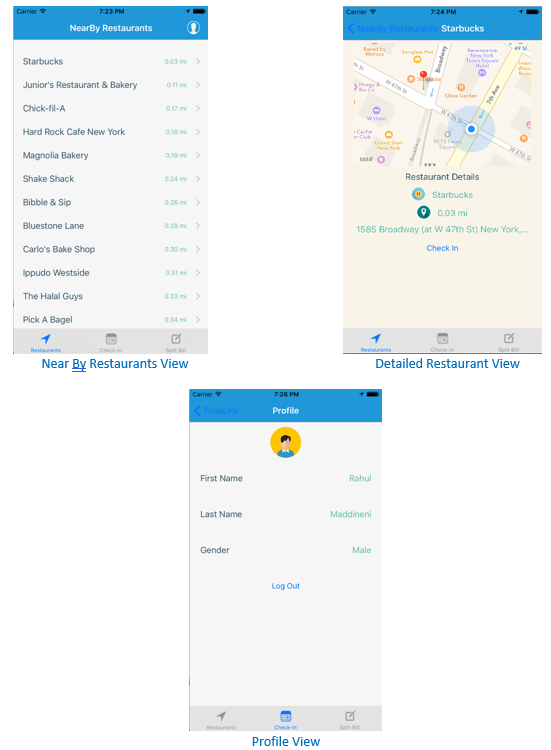 Carrier 7:23 PM
NearBy Restaurants
Starbucks 0.03 mi
Junior's Restaurant & Bakery 0.11 mi
Chick-fil-A 0.17 mi
Hard Rock Cafe New York 0.18 mi
Magnolia Bakery 0.19 mi
Shake Shack 0.24 mi
Bibble & Sip 0.26 mi
Bluestone Lane 0.28 mi
Carlo's Bake Shop 0.30 mi
Ippudo Westside 0.31 mi
The Halal Guys 0.33 mi
Pick A Bagel 0.34 mi
Restaurants Check-In Split Bill
Near By Restaurants View
Carrier 7:24 PM
NearBy Restaurants Starbucks
Baked by
Melissa
Sunglass Hut
Broadway
Renaissance
New York
Times Square
Hotel
49 St
Starbucks
Olive Garden
7th Ave
W 47th St
W Hotel
Cache
Grand Slam
New York
TKTS Times
Square
Broadway
W 47th St
W 46th St
Legal
Restaurant Details
Starbucks
0.03 mi
1585 Broadway (at W 47th St) New York,...
Check In
Restaurants Check-In Split Bill
Detailed Restaurant View
Carrier 7:26 PM
TimeLine Profile
First Name Rahul
Last Name Maddineni
Gender Male
Log Out
Restaurants Check-In Split Bill
Profile View